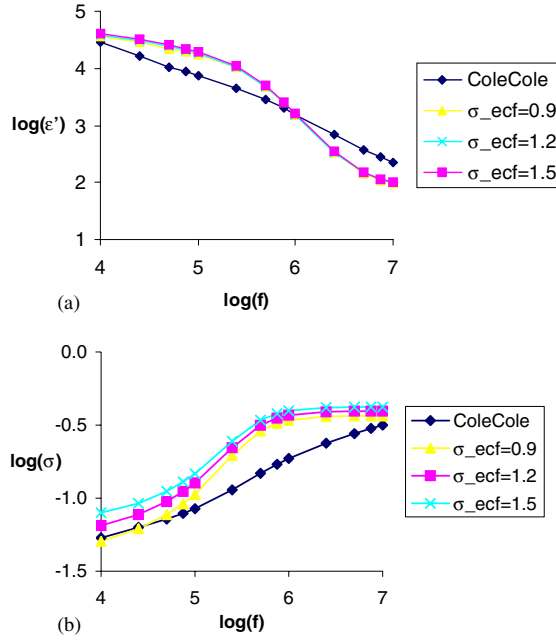 5
4
log(ε')
3
2
1
4 5 6 7
log(f)
ColeCole
σ_ecf=0.9
σ_ecf=1.2
σ_ecf=1.5
(a)
0.0
-0.5
log(σ)
-1.0
-1.5
4 5 6 7
log(f)
ColeCole
σ_ecf=0.9
σ_ecf=1.2
σ_ecf=1.5
(b)